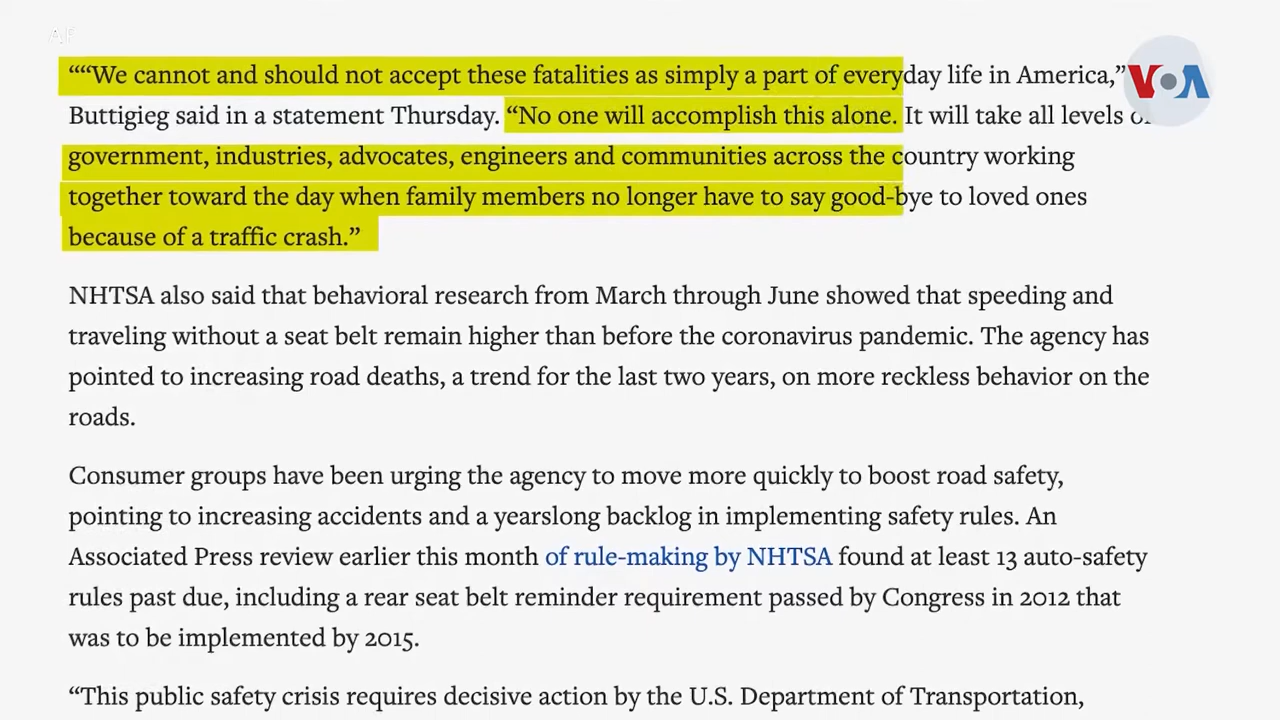 AP
VOA
““We cannot and should not accept these fatalities as simply a part of everyday life in America,”
Buttigieg said in a statement Thursday. “No one will accomplish this alone. It will take all levels of
government, industries, advocates, engineers and communities across the country working
together toward the day when family members no longer have to say good-bye to loved ones
because of a traffic crash.”
NHTSA also said that behavioral research from March through June showed that speeding and
traveling without a seat belt remain higher than before the coronavirus pandemic. The agency has
pointed to increasing road deaths, a trend for the last two years, on more reckless behavior on the
roads.
Consumer groups have been urging the agency to move more quickly to boost road safety,
pointing to increasing accidents and a yearslong backlog in implementing safety rules. An
Associated Press review earlier this month of rule-making by NHTSA found at least 13 auto-safety
rules past due, including a rear seat belt reminder requirement passed by Congress in 2012 that
was to be implemented by 2015.
“This public safety crisis requires decisive action by the U.S. Department of Transportation,